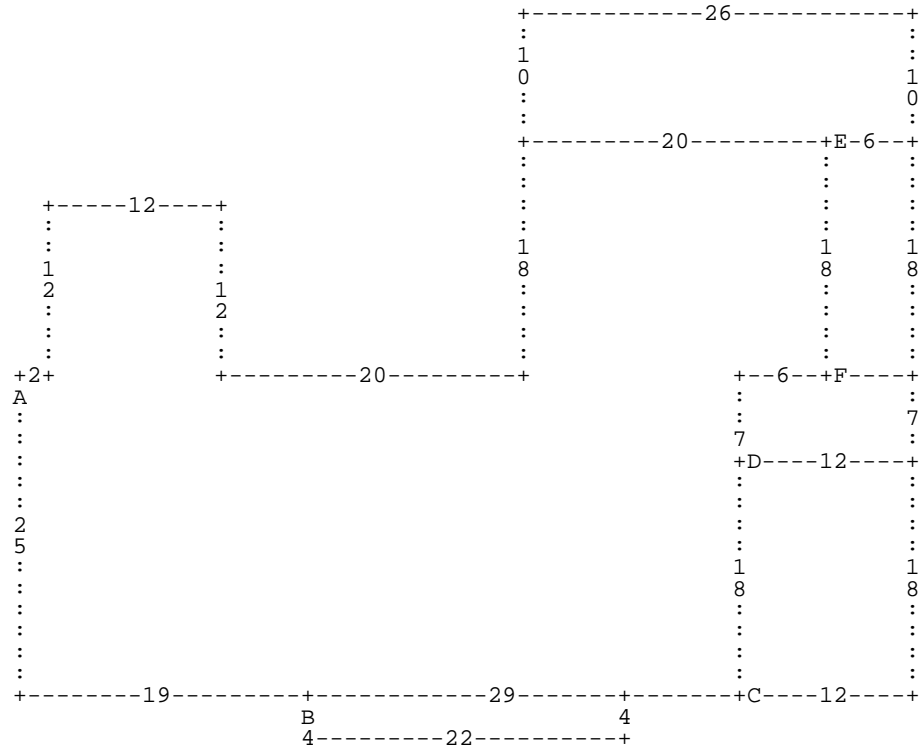 +-----------26------------+
: :
1 :
0 1
: 0
: :
+---------20---------+E-6--+
: : :
: : :
+-----12----+ : : :
: : : : :
: : 1 1 1
1 : 8 8 8
2 1 : : :
: 2 : : :
: : : : :
: : : : :
+2+ +---------20---------+ +--6--+F----+
A : :
: : 7
: 7 :
: +D----12----+
: : :
: : :
2 : :
5 : :
: 1 1
: 8 8
: : :
: : :
: : :
: : :
+--------19---------+------------29-------+-------+C----12----+
B 4
4---------22----------+